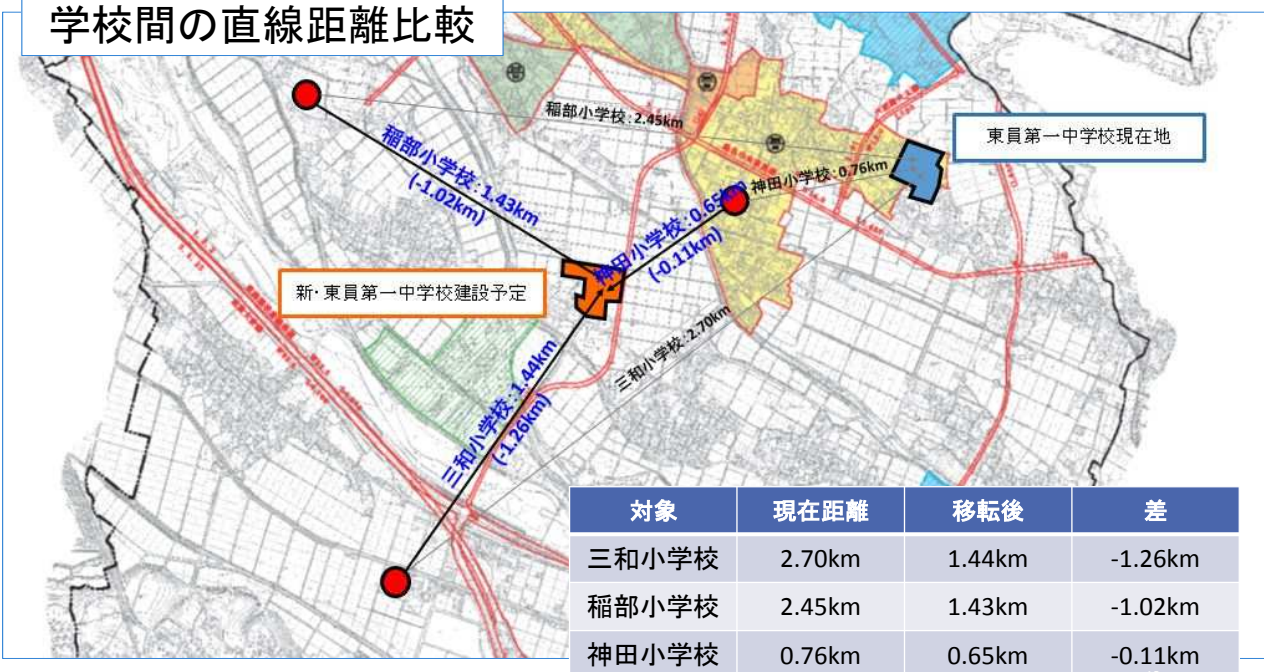 学校間の直線距離比較
稲部小学校:2.45km
東員第一中学校現在地
稲部小学校:1.43km
(-1.02km)
神田小学校:0.76km
神田小学校:0.65km
(-0.11km)
新・東員第一中学校建設予定
三和小学校:2.70km
三和小学校:1.44km
(-1.26km)
対象 現在距離 移転後 差
三和小学校 2.70km 1.44km -1.26km
稲部小学校 2.45km 1.43km -1.02km
神田小学校 0.76km 0.65km -0.11km